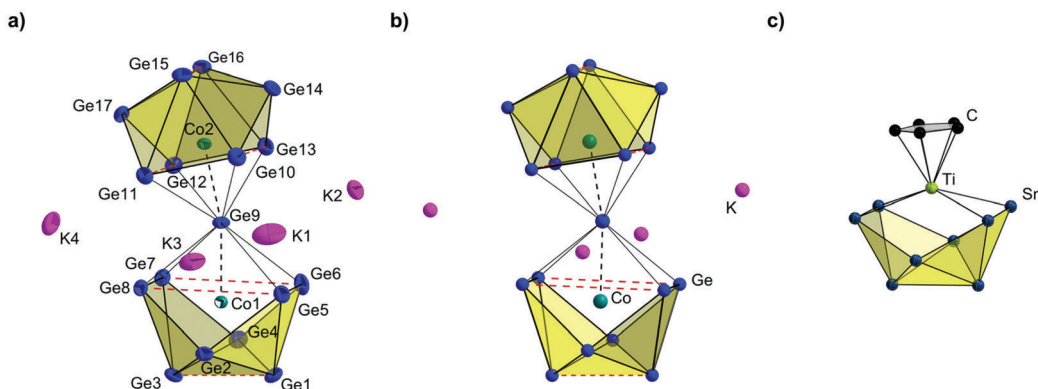 a)
Ge16
Ge15
Ge14
Ge17
Co2
Ge13
Ge12
Ge10
Ge11
K2
Ge9
K4
K1
K3
Ge7
Ge6
Ge8
Co1
Ge5
Ge4
Ge2
Ge3
Ge1
b)
K
Ge
Co
c)
C
Ti
Sn